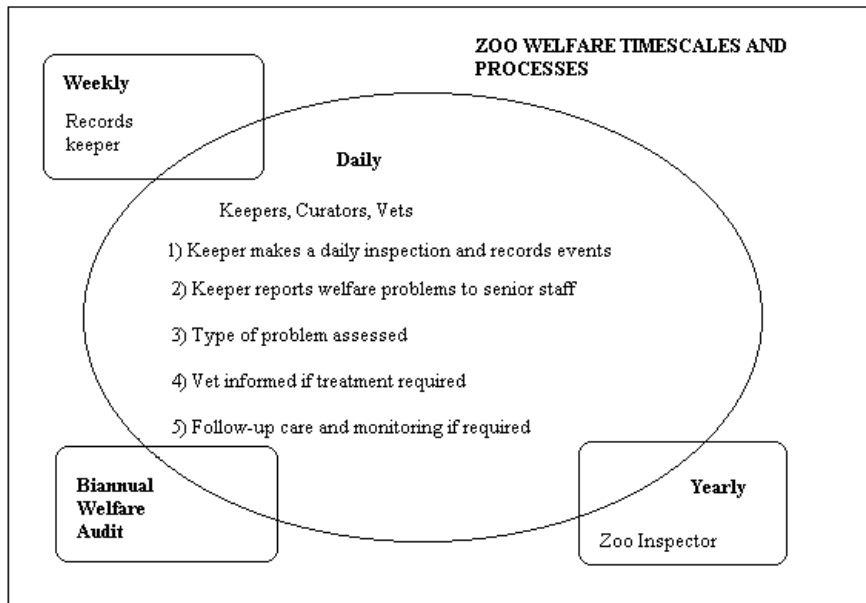 ZOO WELFARE TIMESCALES AND
PROCESSES
Weekly
Records
keeper
Daily
Keepers, Curators, Vets
1) Keeper makes a daily inspection and records events
2) Keeper reports welfare problems to senior staff
3) Type of problem assessed
4) Vet informed if treatment required
5) Follow-up care and monitoring if required
Biannual
Welfare
Audit
Yearly
Zoo Inspector